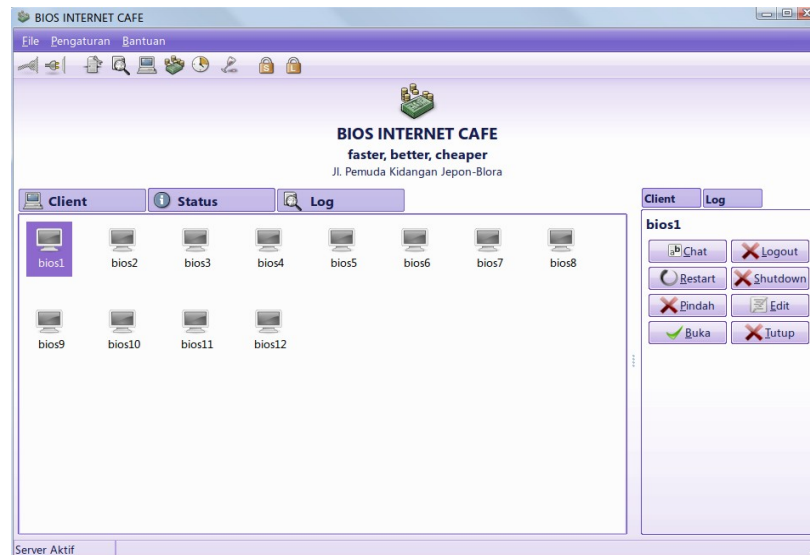 BIOS INTERNET CAFE
File Pengaturan Bantuan
S L
BIOS INTERNET CAFE
faster, better, cheaper
Jl. Pemuda Kidangan Jepon-Blora
Client Status Log
bios1 bios2 bios3 bios4 bios5 bios6 bios7 bios8
bios9 bios10 bios11 bios12
Client Log
bios1
Chat Logout
Restart Shutdown
Pindah Edit
Buka Tutup
Server Aktif